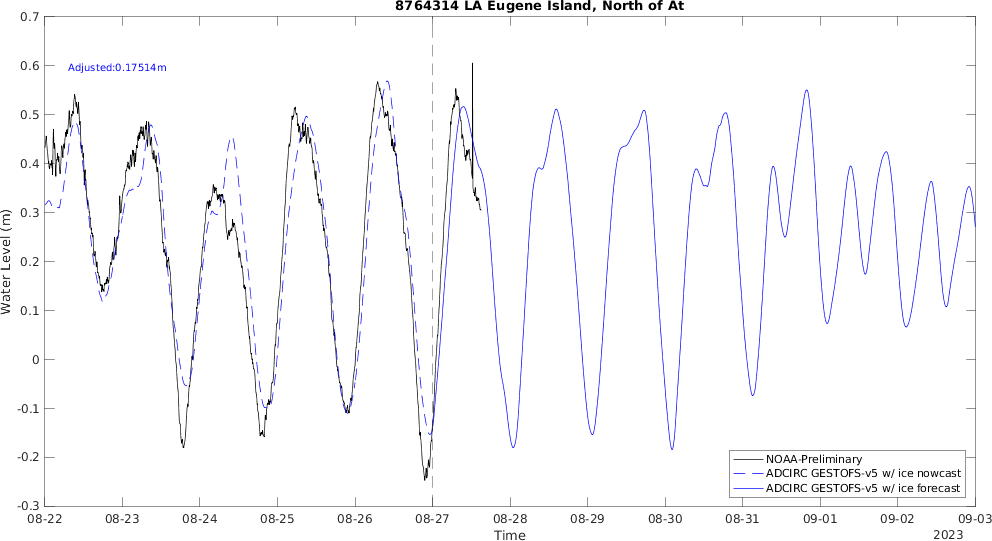 8764314 LA Eugene Island, North of At
0.7
0.6
0.5
0.4
0.3
0.2
0.1
0
-0.1
-0.2
-0.3
Water Level (m)
Adjusted:0.17514m
NOAA-Preliminary
ADCIRC GESTOFS-v5 w/ ice nowcast
ADCIRC GESTOFS-v5 w/ ice forecast
08-22 08-23 08-24 08-25 08-26 08-27 08-28 08-29 08-30 08-31 09-01 09-02 09-03
Time
2023